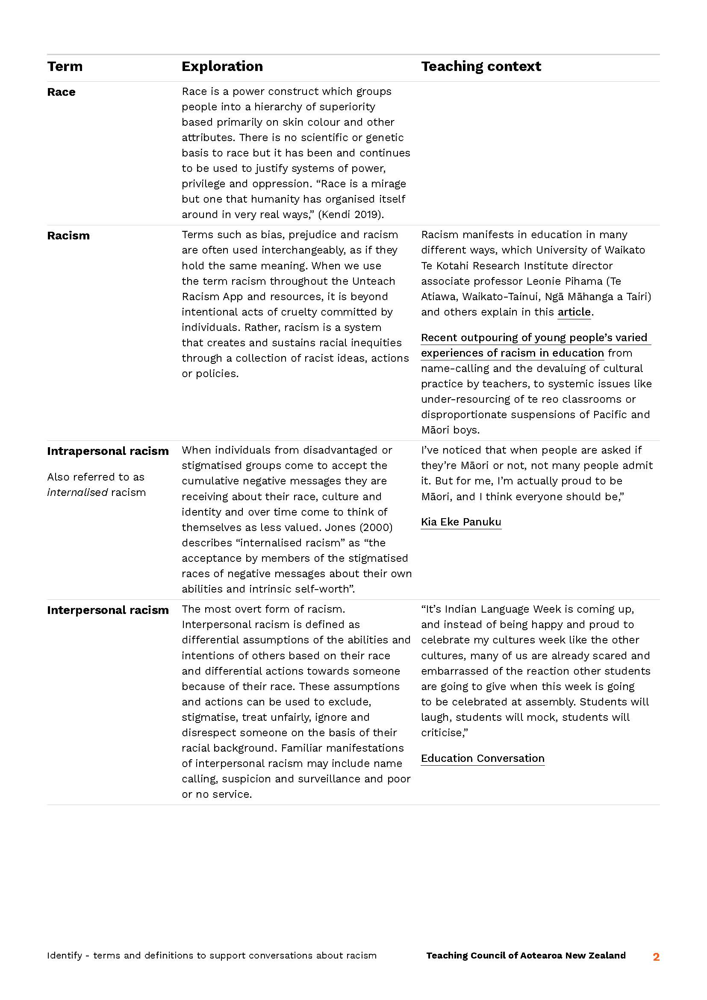 Term
Exploration
Teaching context
Race
Race is a power construct which groups
people into a hierarchy of superiority
based primarily on skin colour and other
attributes. There is no scientific or genetic
basis to race but it has been and continues
to be used to justify systems of power,
privilege and oppression. “Race is a mirage
but one that humanity has organised itself
around in very real ways,” (Kendi 2019).
Racism
Terms such as bias, prejudice and racism
are often used interchangeably, as if they
hold the same meaning. When we use
the term racism throughout the Unteach
Racism App and resources, it is beyond
intentional acts of cruelty committed by
individuals. Rather, racism is a system
that creates and sustains racial inequities
through a collection of racist ideas, actions
or policies.
Racism manifests in education in many
different ways, which University of Waikato
Te Kotahi Research Institute director
associate professor Leonie Pihama (Te
Atiawa, Waikato-Tainui, Ngā Māhanga a Tairi)
and others explain in this article.
Recent outpouring of young people’s varied
experiences of racism in education from
name-calling and the devaluing of cultural
practice by teachers, to systemic issues like
under-resourcing of te reo classrooms or
disproportionate suspensions of Pacific and
Māori boys.
Intrapersonal racism
Also referred to as
internalised racism
When individuals from disadvantaged or
stigmatised groups come to accept the
cumulative negative messages they are
receiving about their race, culture and
identity and over time come to think of
themselves as less valued. Jones (2000)
describes “internalised racism” as “the
acceptance by members of the stigmatised
races of negative messages about their own
abilities and intrinsic self-worth”.
I’ve noticed that when people are asked if
they’re Māori or not, not many people admit
it. But for me, I’m actually proud to be
Māori, and I think everyone should be,”
Kia Eke Panuku
Interpersonal racism
The most overt form of racism.
Interpersonal racism is defined as
differential assumptions of the abilities and
intentions of others based on their race
and differential actions towards someone
because of their race. These assumptions
and actions can be used to exclude,
stigmatise, treat unfairly, ignore and
disrespect someone on the basis of their
racial background. Familiar manifestations
of interpersonal racism may include name
calling, suspicion and surveillance and poor
or no service.
“It’s Indian Language Week is coming up,
and instead of being happy and proud to
celebrate my cultures week like the other
cultures, many of us are already scared and
embarrassed of the reaction other students
are going to give when this week is going
to be celebrated at assembly. Students will
laugh, students will mock, students will
criticise,”
Education Conversation
Identify - terms and definitions to support conversations about racism
Teaching Council of Aotearoa New Zealand
2